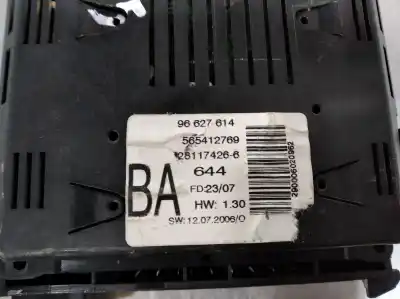 96 627 614
565412769
28117426-6
BA
644
FD:23/07
HW: 1.30
SW:12.07.2006/O